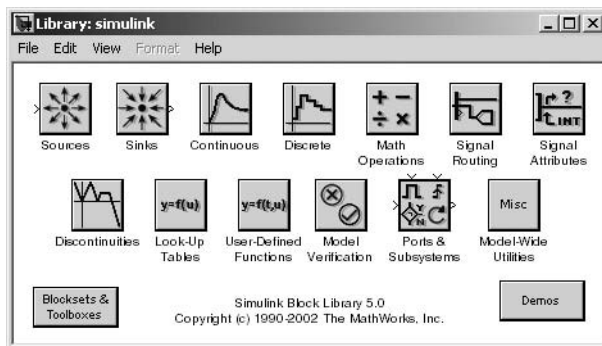 Library: simulink
File Edit View Format Help
+ −
÷ ×
?
INT
Sources Sinks Continuous Discrete Math Operations Signal Routing Signal Attributes
y=f(u) y=f(t,u) Misc
Y
N
Discontinuities Look-Up Tables User-Defined Functions Model Verification Ports & Subsystems Model-Wide Utilities
Blocksets & Toolboxes
Simulink Block Library 5.0
Copyright (c) 1990-2002 The MathWorks, Inc.
Demos